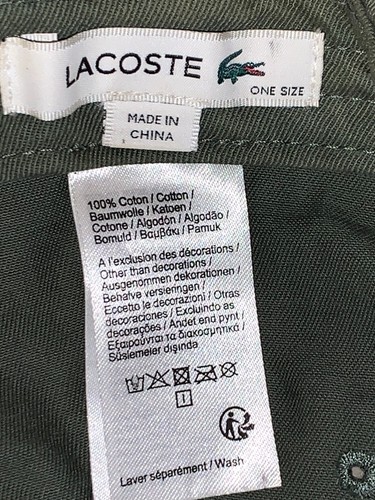 LACOSTE
ONE SIZE
MADE IN
CHINA
100% Coton / Cotton /
Baumwolle / Katoen /
Cotone / Algodón / Algodão /
Bomuld / Βαμβάκι / Pamuk
A l'exclusion des décorations /
Other than decorations /
Ausgenommen dekorationen /
Behalve versieringen /
Eccetto le decorazioni / Otras
decoraciones / Excluindo as
decorações / Andet end pynt /
Εξαιρούνται τα διακοσμητικά /
Süslemeler dışında
Laver séparément / Wash